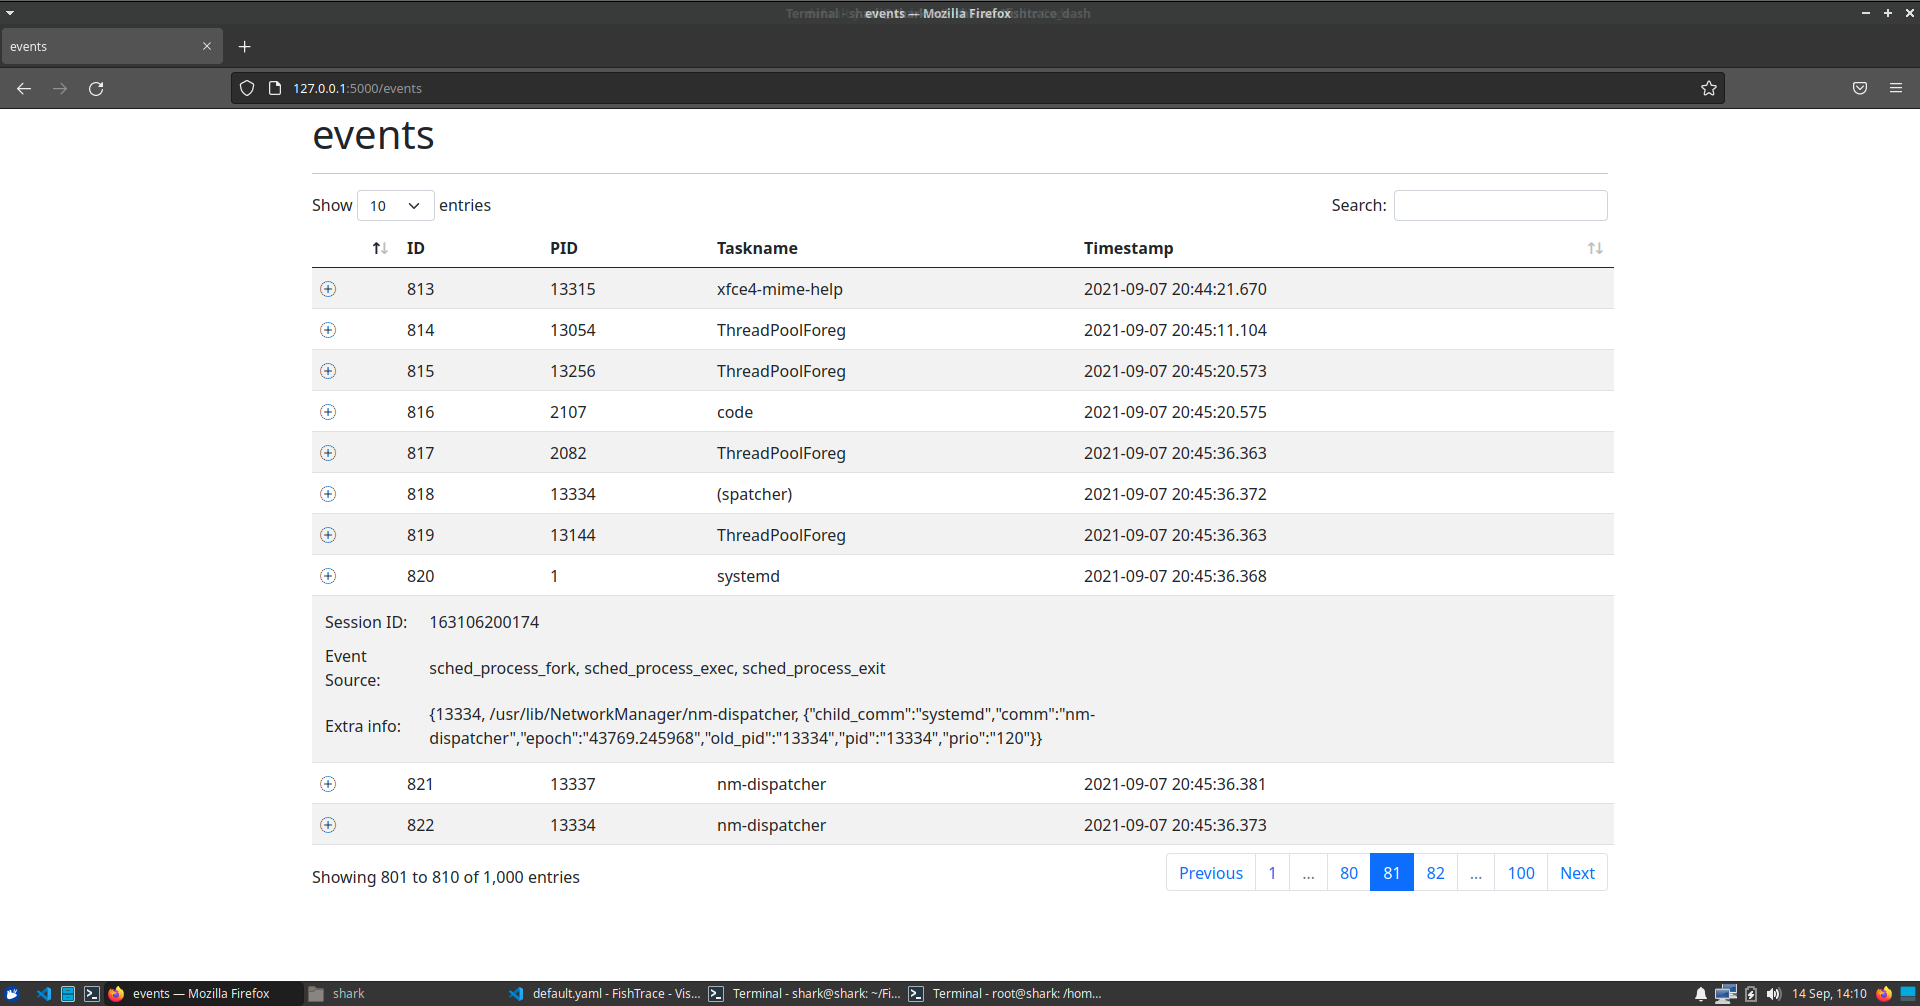 events — Mozilla Firefox
events
127.0.0.1:5000/events
events
Show 10 entries
Search:
ID PID Taskname Timestamp
813 13315 xfce4-mime-help 2021-09-07 20:44:21.670
814 13054 ThreadPoolForeg 2021-09-07 20:45:11.104
815 13256 ThreadPoolForeg 2021-09-07 20:45:20.573
816 2107 code 2021-09-07 20:45:20.575
817 2082 ThreadPoolForeg 2021-09-07 20:45:36.363
818 13334 (spatcher) 2021-09-07 20:45:36.372
819 13144 ThreadPoolForeg 2021-09-07 20:45:36.363
820 1 systemd 2021-09-07 20:45:36.368
Session ID: 163106200174
Event
Source: sched_process_fork, sched_process_exec, sched_process_exit
Extra info: {13334, /usr/lib/NetworkManager/nm-dispatcher, {"child_comm":"systemd","comm":"nm-
dispatcher","epoch":"43769.245968","old_pid":"13334","pid":"13334","prio":"120"}}
821 13337 nm-dispatcher 2021-09-07 20:45:36.381
822 13334 nm-dispatcher 2021-09-07 20:45:36.373
Showing 801 to 810 of 1,000 entries
Previous 1 ... 80 81 82 ... 100 Next
events — Mozilla Firefox
shark
default.yaml - FishTrace - Vis...
Terminal - shark@shark: ~/Fi...
Terminal - root@shark: /hom...
14 Sep, 14:10